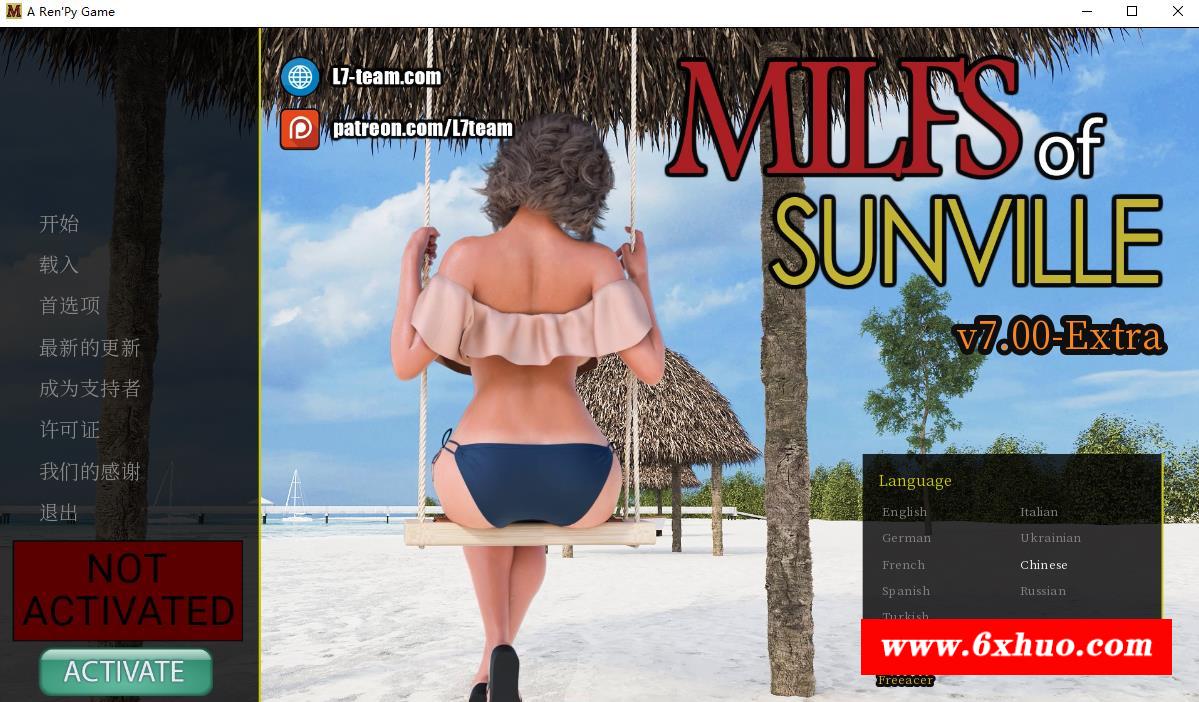 A Ren'Py Game
L7-team.com
patreon.com/L7team
MILFS of
SUNVILLE
v7.00-Extra
开始
载入
首选项
最新的更新
成为支持者
许可证
我们的感谢
退出
NOT
ACTIVATED
ACTIVATE
Language
English
Italian
German
Ukrainian
French
Chinese
Spanish
Russian
Turkish
www.6xhuo.com
Freeacer